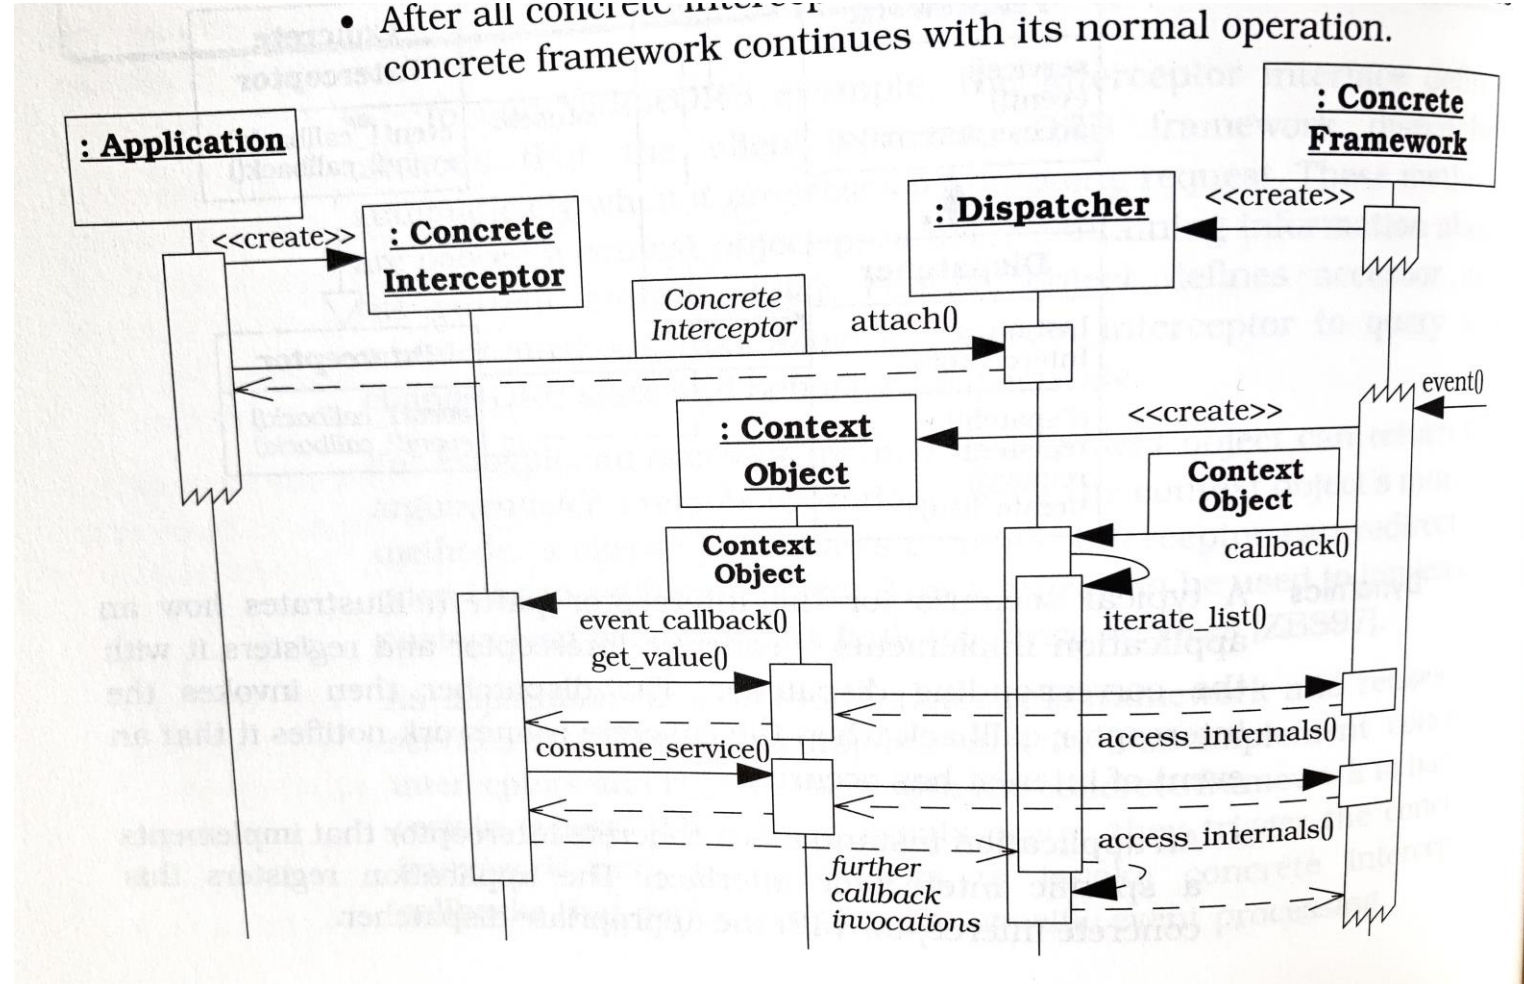 • After all concrete
concrete framework continues with its normal operation.
: Concrete
Framework
: Application
<<create>>
: Dispatcher
<<create>>
: Concrete
Interceptor
Concrete
Interceptor
attach()
event()
<<create>>
: Context
Object
Context
Object
Context
Object
callback()
event_callback()
iterate_list()
get_value()
access_internals()
consume_service()
access_internals()
further
callback
invocations